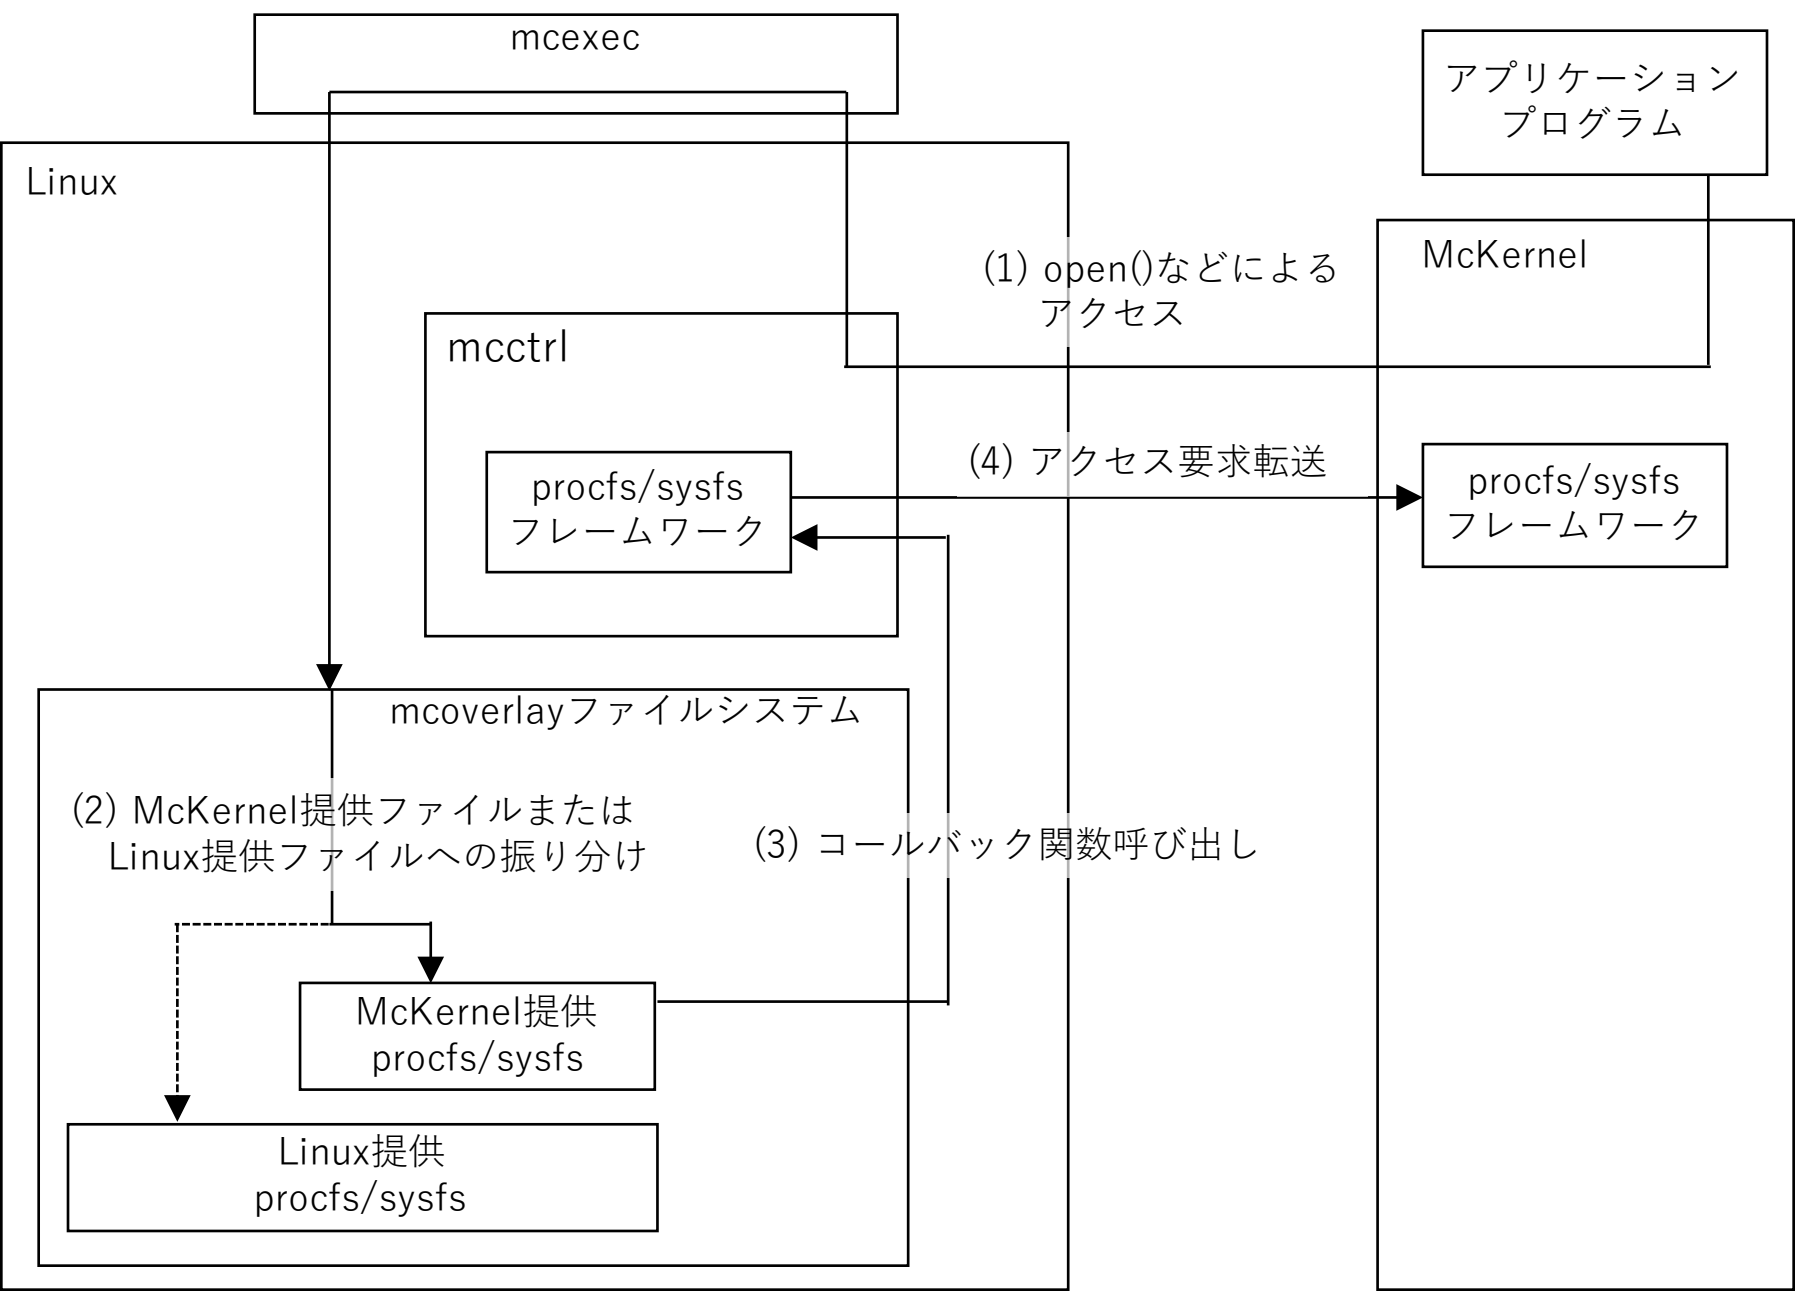 mcexec
アプリケーション
プログラム
Linux
McKernel
(1) open()などによる
アクセス
mcctrl
(4) アクセス要求転送
procfs/sysfs
フレームワーク
procfs/sysfs
フレームワーク
mcoverlayファイルシステム
(2) McKernel提供ファイルまたは
Linux提供ファイルへの振り分け
(3) コールバック関数呼び出し
McKernel提供
procfs/sysfs
Linux提供
procfs/sysfs